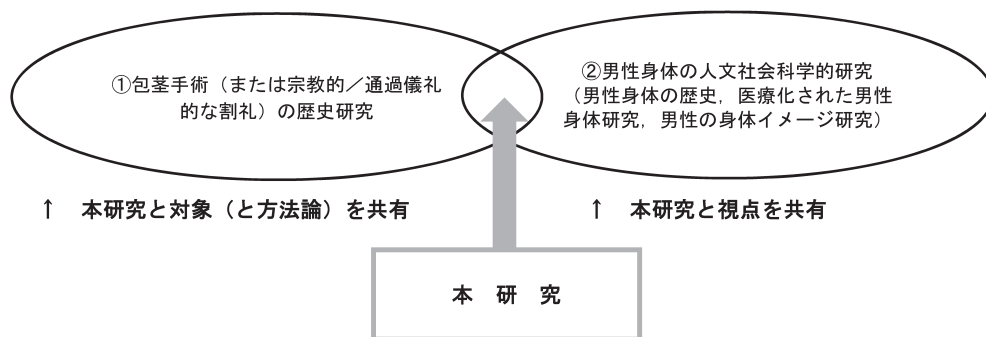 ①包茎手術（または宗教的／通過儀礼
的な割礼）の歴史研究
②男性身体の人文社会科学的研究
（男性身体の歴史，医療化された男性
身体研究，男性の身体イメージ研究）
↑　本研究と対象（と方法論）を共有
↑　本研究と視点を共有
本　研　究